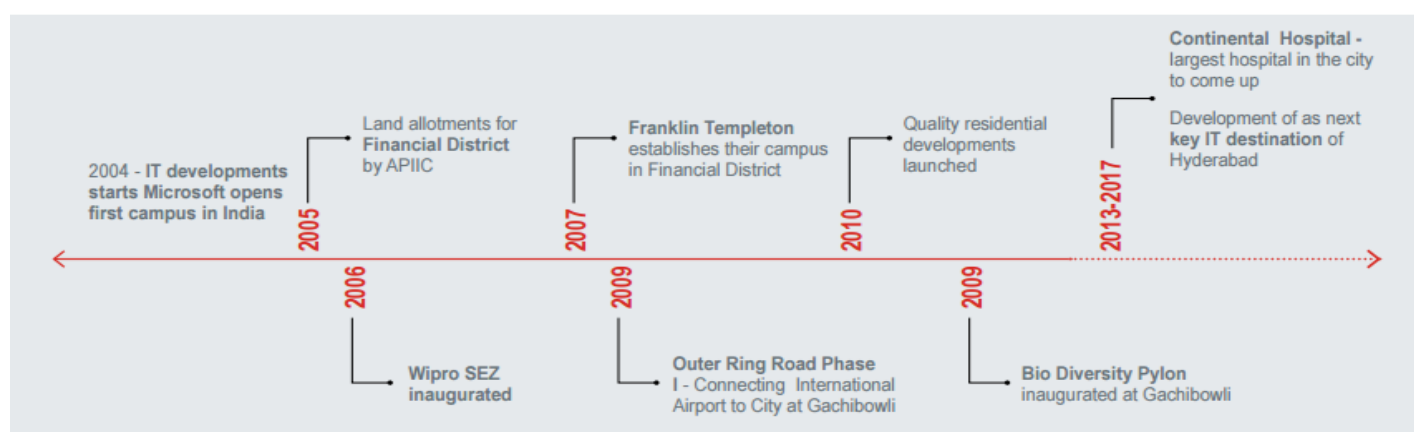 2004 - IT developments
starts Microsoft opens
first campus in India
2005
Land allotments for
Financial District
by APIIC
2006
Wipro SEZ
inaugurated
2007
Franklin Templeton
establishes their campus
in Financial District
2009
Outer Ring Road Phase
I - Connecting International
Airport to City at Gachibowli
2010
Quality residential
developments
launched
2009
Bio Diversity Pylon
inaugurated at Gachibowli
2013-2017
Continental Hospital -
largest hospital in the city
to come up
Development of as next
key IT destination of
Hyderabad